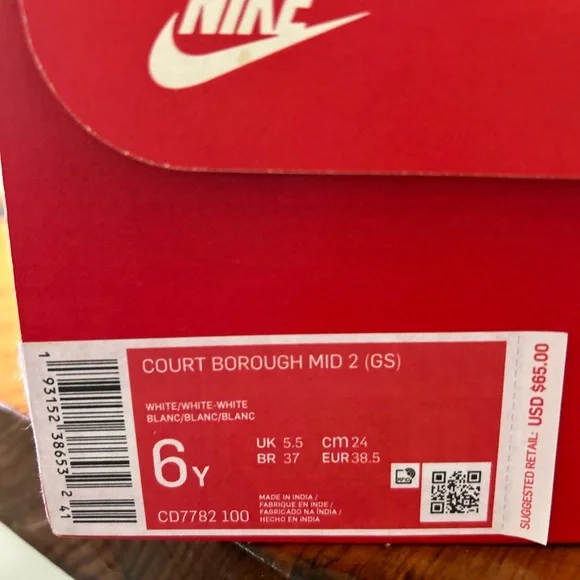 NIKE
COURT BOROUGH MID 2 (GS)
WHITE/WHITE-WHITE
BLANC/BLANC/BLANC
6Y
UK 5.5 cm 24
BR 37 EUR 38.5
MADE IN INDIA /
FABRIQUE EN INDE /
FABRICADO NA INDIA /
HECHO EN INDIA
CD7782 100
1 93152 38653 2 41
SUGGESTED RETAIL: USD $65.00